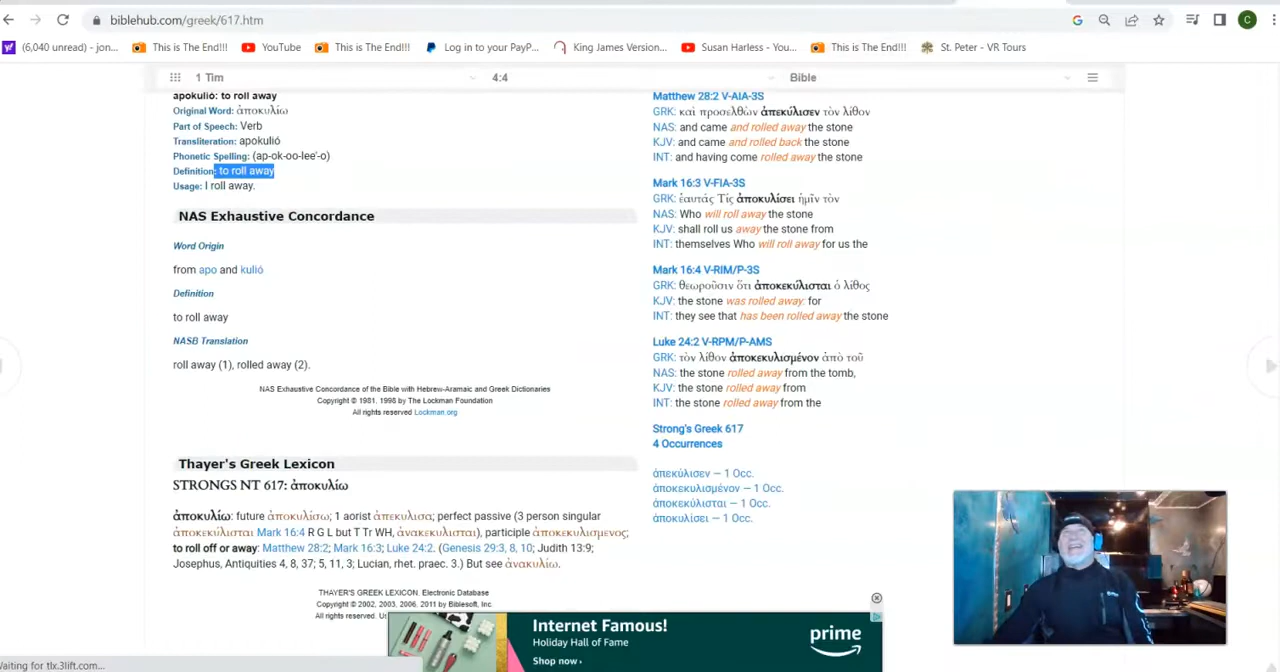 biblehub.com/greek/617.htm
(6,040 unread) - jon...
This is The End!!!
YouTube
This is The End!!!
Log in to your PayP...
King James Version...
Susan Harless - You...
This is The End!!!
St. Peter - VR Tours
1 Tim
4:4
Bible
apokulió: to roll away
Original Word: ἀποκυλίω
Part of Speech: Verb
Transliteration: apokulió
Phonetic Spelling: (ap-ok-oo-lee'-o)
Definition: to roll away
Usage: I roll away.
NAS Exhaustive Concordance
Word Origin
from apo and kulió
Definition
to roll away
NASB Translation
roll away (1), rolled away (2).
NAS Exhaustive Concordance of the Bible with Hebrew-Aramaic and Greek Dictionaries
Copyright © 1981, 1998 by The Lockman Foundation
All rights reserved Lockman.org
Thayer's Greek Lexicon
STRONGS NT 617: ἀποκυλίω
ἀποκυλίω: future ἀποκυλίσω; 1 aorist ἀπεκυλισα; perfect passive (3 person singular
ἀποκεκύλισται Mark 16:4 R G L but T Tr WH, ἀνακεκυλισται), participle ἀποκεκυλισμενος;
to roll off or away: Matthew 28:2; Mark 16:3; Luke 24:2. (Genesis 29:3, 8, 10; Judith 13:9;
Josephus, Antiquities 4, 8, 37; 5, 11, 3; Lucian, rhet. praec. 3.) But see ἀνακυλίω.
THAYER'S GREEK LEXICON, Electronic Database
Copyright © 2002, 2003, 2006, 2011 by Biblesoft, Inc.
All rights reserved.
Matthew 28:2 V-AIA-3S
GRK: καὶ προσελθὼν ἀπεκύλισεν τὸν λίθον
NAS: and came and rolled away the stone
KJV: and came and rolled back the stone
INT: and having come rolled away the stone
Mark 16:3 V-FIA-3S
GRK: ἑαυτάς Τίς ἀποκυλίσει ἡμῖν τὸν
NAS: Who will roll away the stone
KJV: shall roll us away the stone from
INT: themselves Who will roll away for us the
Mark 16:4 V-RIM/P-3S
GRK: θεωροῦσιν ὅτι ἀποκεκύλισται ὁ λίθος
KJV: the stone was rolled away: for
INT: they see that has been rolled away the stone
Luke 24:2 V-RPM/P-AMS
GRK: τὸν λίθον ἀποκεκυλισμένον ἀπὸ τοῦ
NAS: the stone rolled away from the tomb,
KJV: the stone rolled away from
INT: the stone rolled away from the
Strong's Greek 617
4 Occurrences
ἀπεκύλισεν — 1 Occ.
ἀποκεκυλισμένον — 1 Occ.
ἀποκεκύλισται — 1 Occ.
ἀποκυλίσει — 1 Occ.
Internet Famous!
Holiday Hall of Fame
Shop now ›
prime
Waiting for tlx.3lift.com...
C